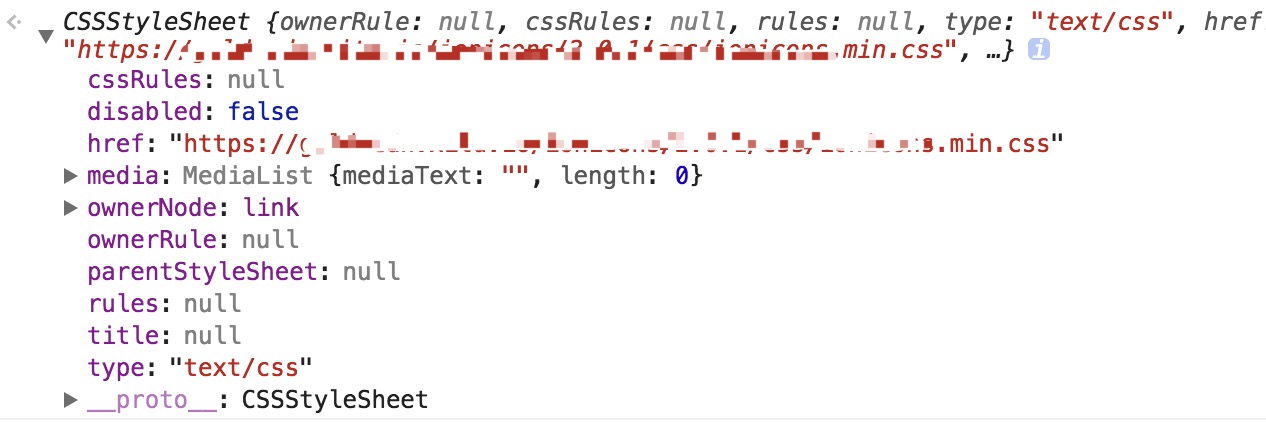 CSSStyleSheet {ownerRule: null, cssRules: null, rules: null, type: "text/css", href
"https:// .min.css", …} i
cssRules: null
disabled: false
href: "https://g .min.css"
media: MediaList {mediaText: "", length: 0}
ownerNode: link
ownerRule: null
parentStyleSheet: null
rules: null
title: null
type: "text/css"
__proto__: CSSStyleSheet